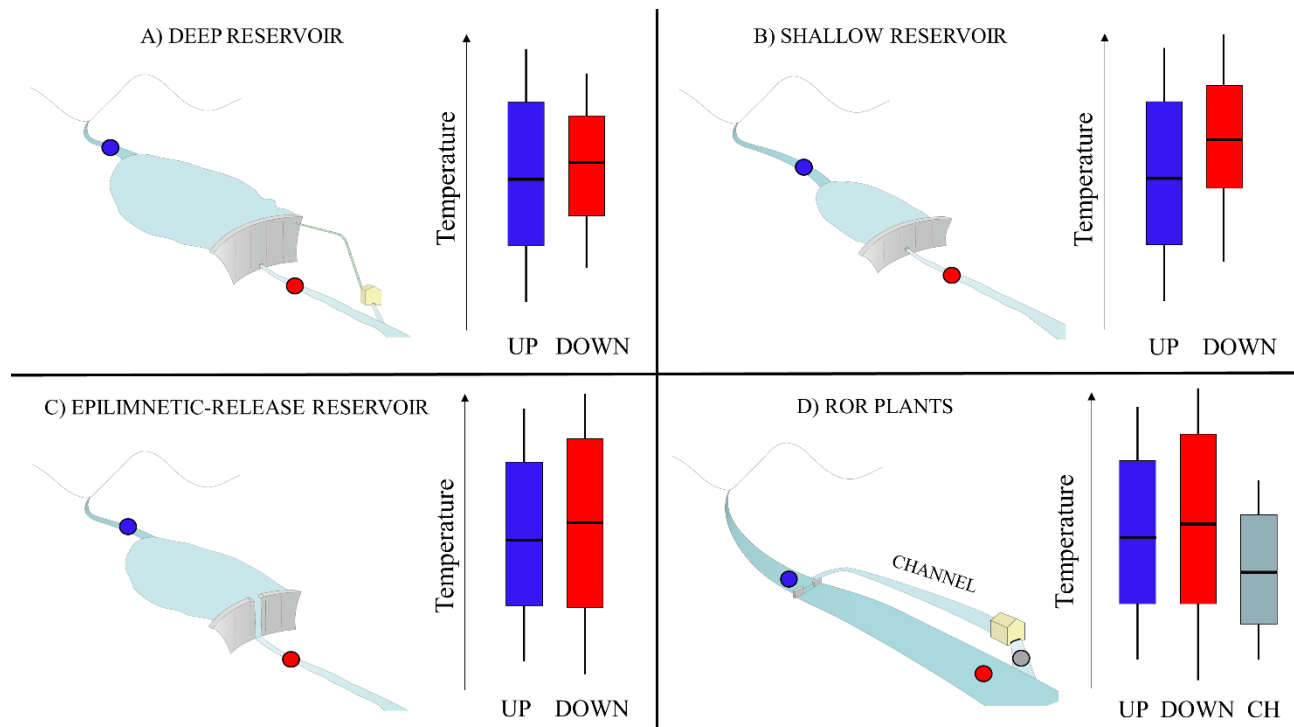 A) DEEP RESERVOIR
Temperature
UP DOWN
B) SHALLOW RESERVOIR
Temperature
UP DOWN
C) EPILIMNETIC-RELEASE RESERVOIR
Temperature
UP DOWN
D) ROR PLANTS
CHANNEL
Temperature
UP DOWN CH